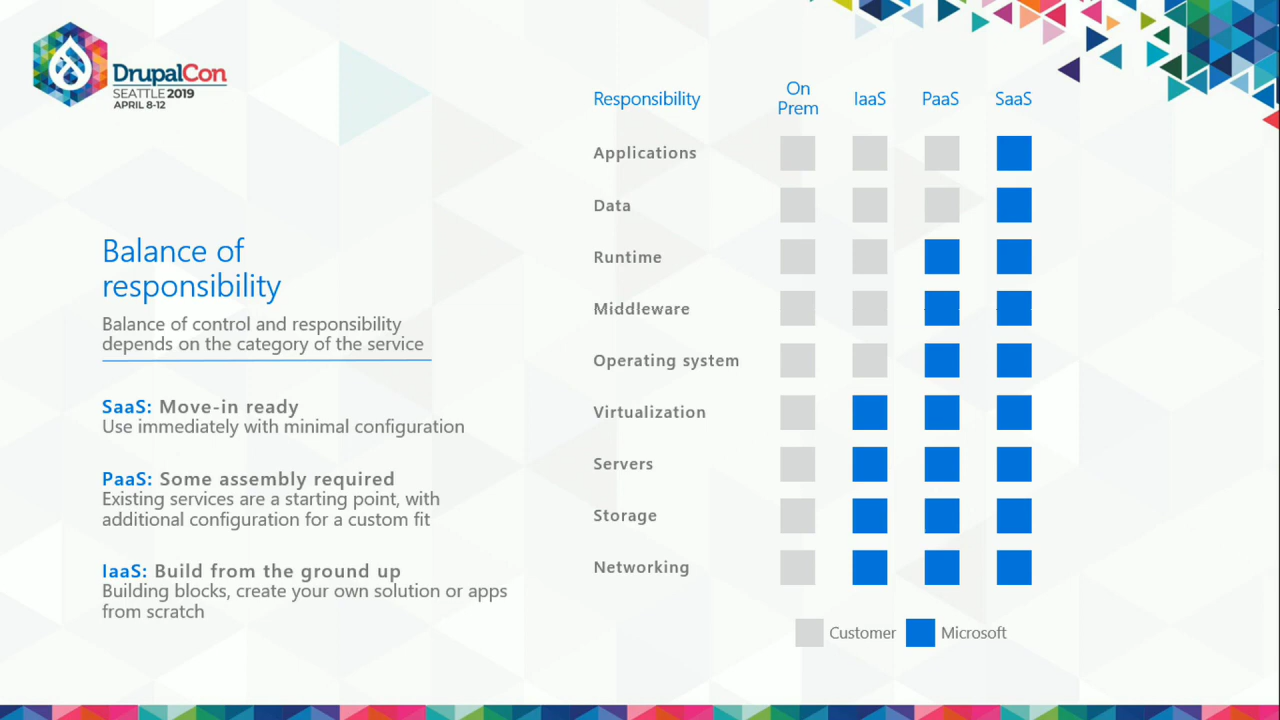 DrupalCon
SEATTLE 2019
APRIL 8-12
Balance of
responsibility
Balance of control and responsibility
depends on the category of the service
SaaS: Move-in ready
Use immediately with minimal configuration
PaaS: Some assembly required
Existing services are a starting point, with
additional configuration for a custom fit
IaaS: Build from the ground up
Building blocks, create your own solution or apps
from scratch
Responsibility On Prem IaaS PaaS SaaS
Applications
Data
Runtime
Middleware
Operating system
Virtualization
Servers
Storage
Networking
Customer Microsoft